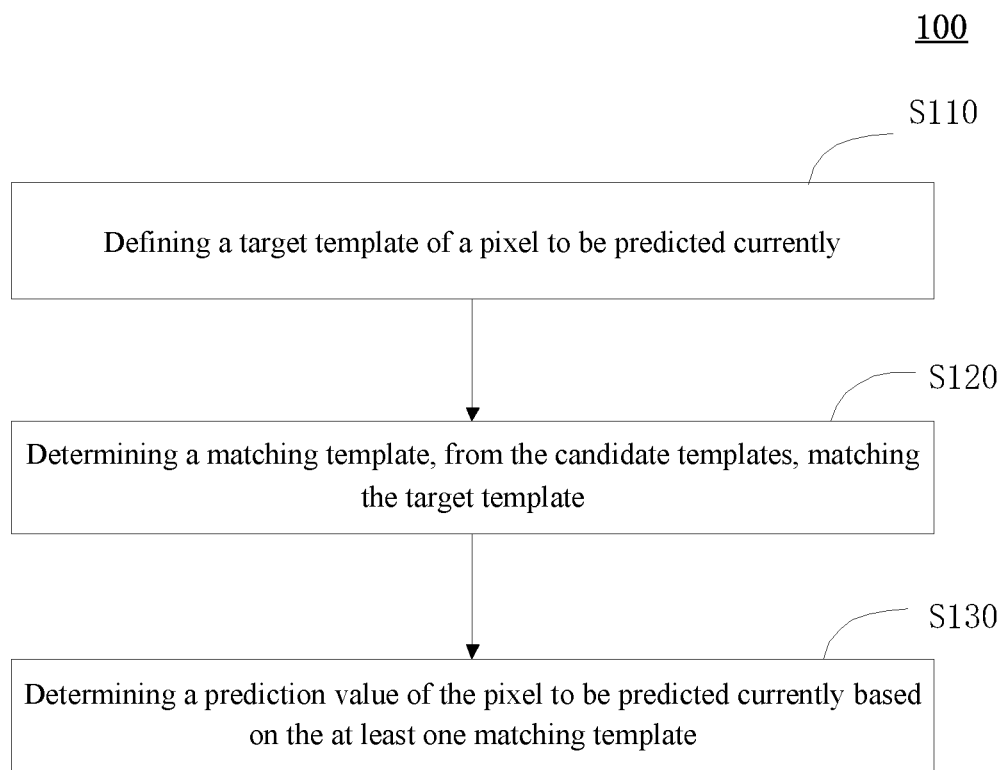 100
S110
Defining a target template of a pixel to be predicted currently
S120
Determining a matching template, from the candidate templates, matching
the target template
S130
Determining a prediction value of the pixel to be predicted currently based
on the at least one matching template